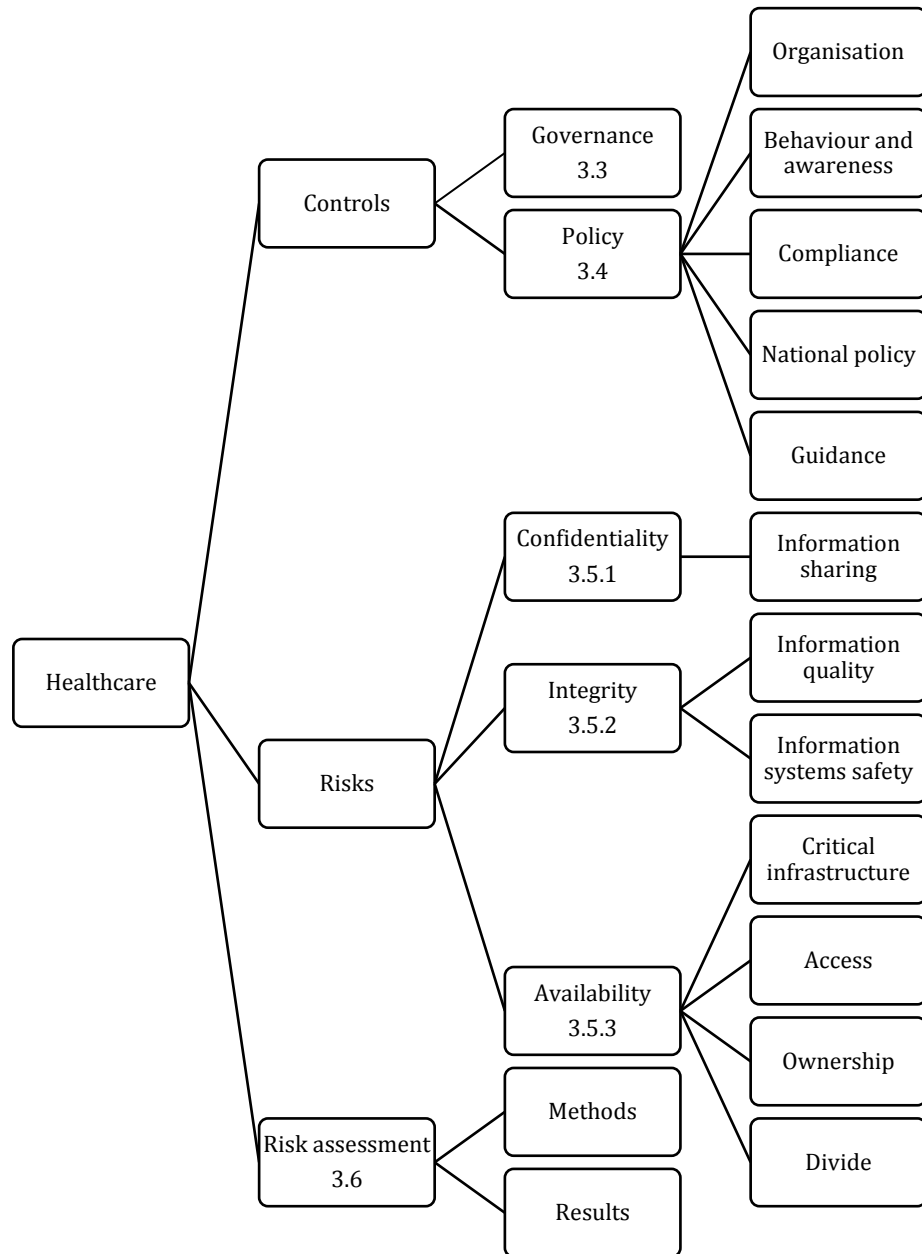 Organisation
Governance
3.3
Behaviour and
awareness
Controls
Policy
3.4
Compliance
National policy
Guidance
Confidentiality
3.5.1
Information
sharing
Healthcare
Integrity
3.5.2
Information
quality
Information
systems safety
Risks
Critical
infrastructure
Availability
3.5.3
Access
Ownership
Methods
Risk assessment
3.6
Divide
Results